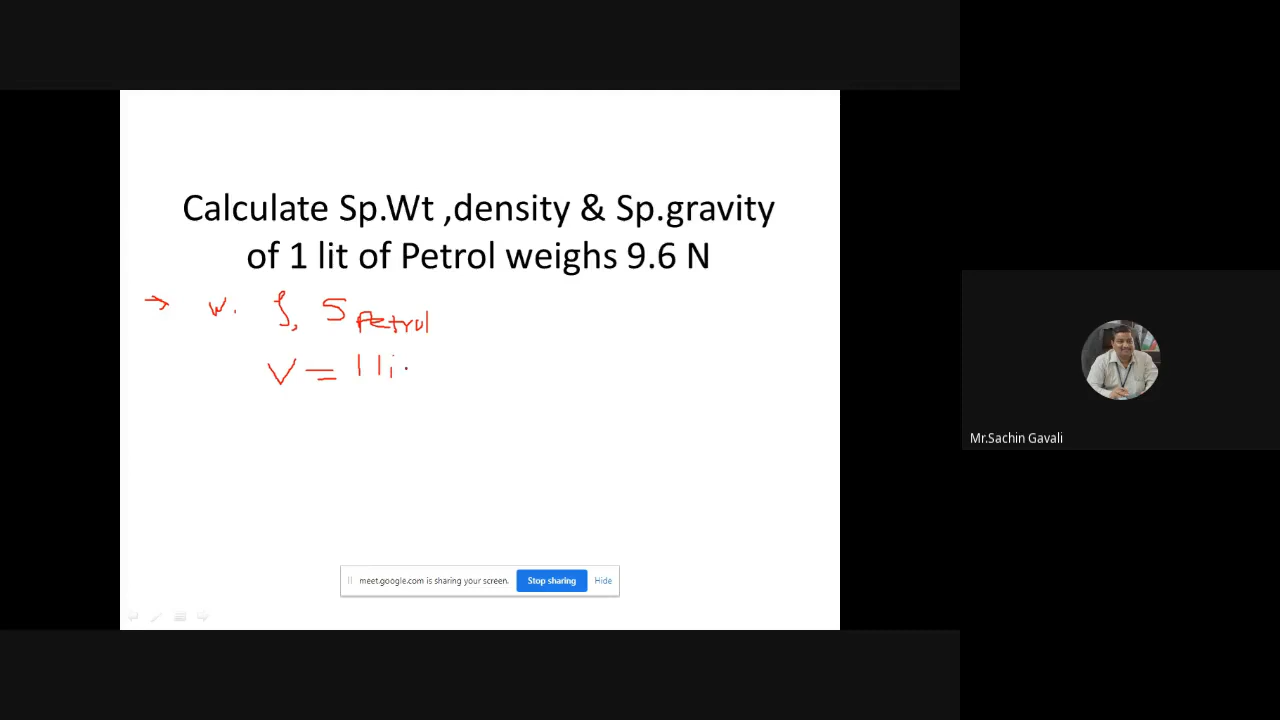 Calculate Sp.Wt ,density & Sp.gravity
of 1 lit of Petrol weighs 9.6 N
→ w. ρ, S Petrol
V = 1 li
meet.google.com is sharing your screen. Stop sharing Hide
Mr.Sachin Gavali